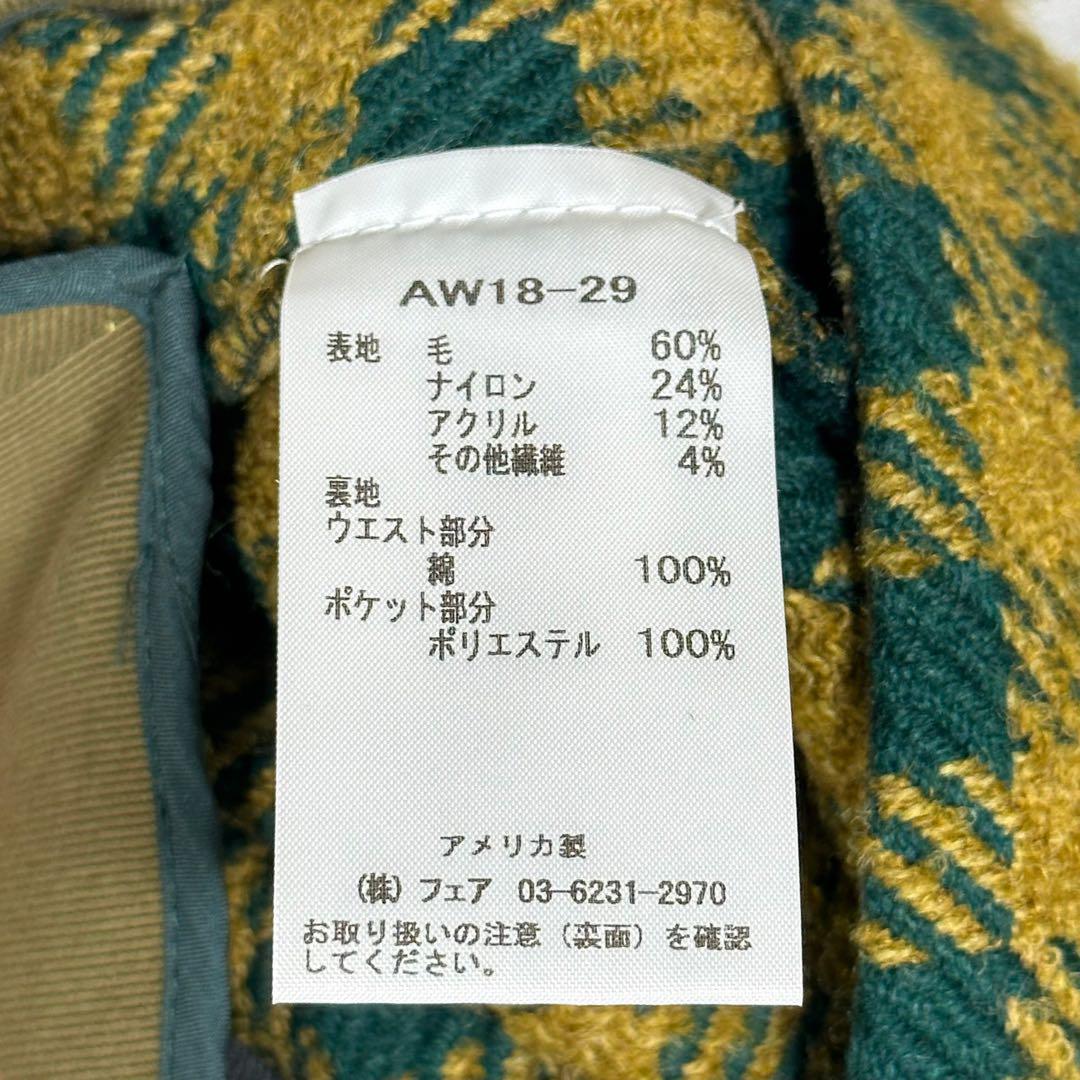 AW18-29
表地 毛 60%
ナイロン 24%
アクリル 12%
その他繊維 4%
裏地
ウエスト部分
綿 100%
ポケット部分
ポリエステル 100%
アメリカ製
(株) フェア 03-6231-2970
お取り扱いの注意 (裏面) を確認
してください。